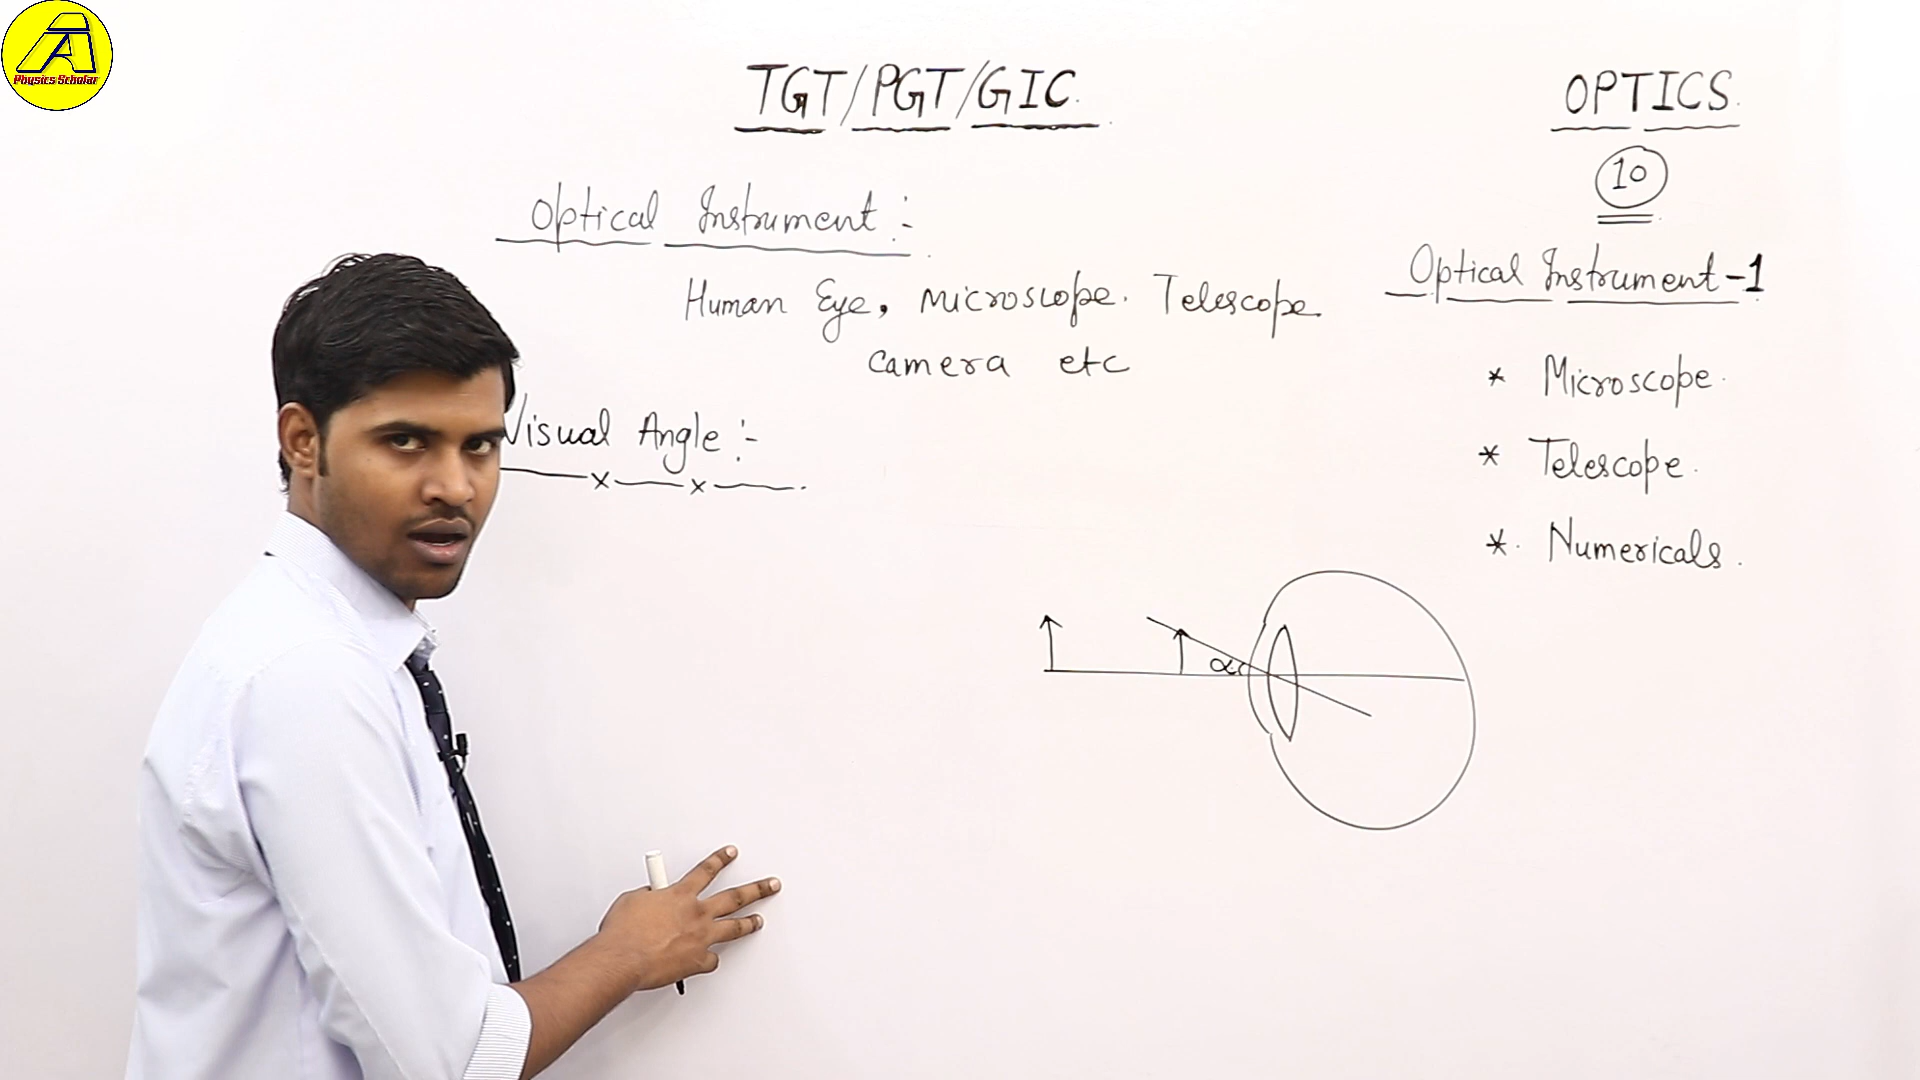 A
Physics Scholar
TGT/PGT/GIC.
Optical Instrument :-
Human Eye, Microscope. Telescope
Camera etc
Visual Angle :-
α
OPTICS.
10
Optical Instrument-1
* Microscope.
* Telescope.
*. Numericals.